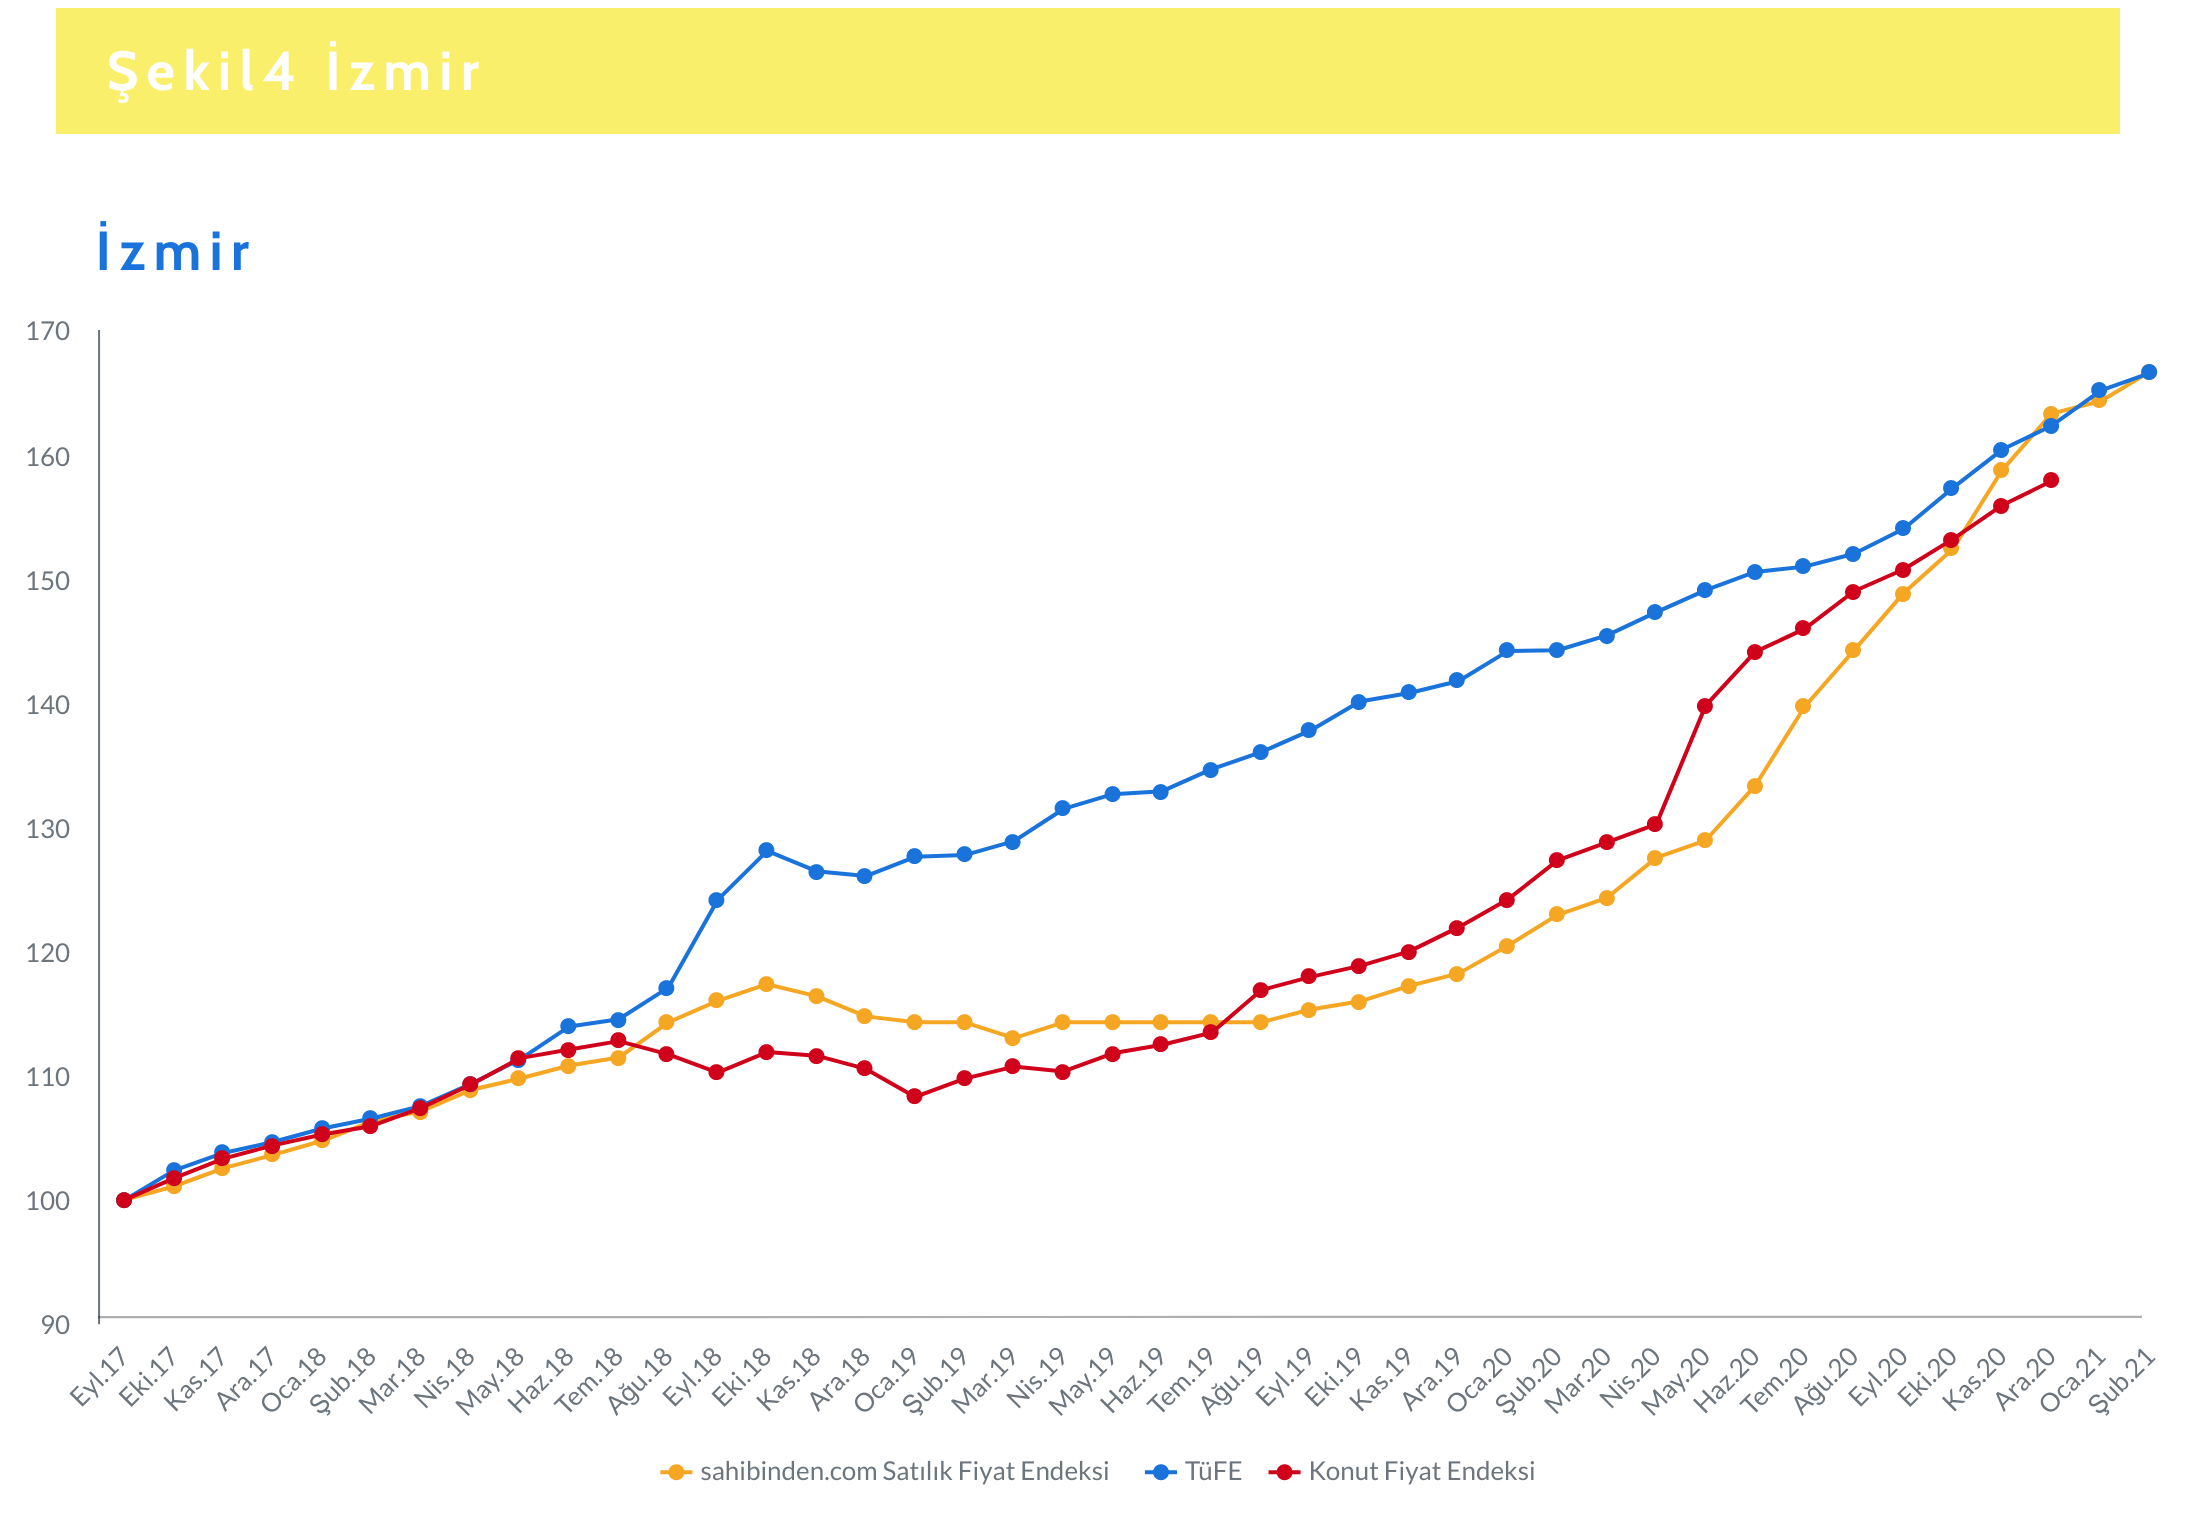 Şekil4 İzmir
İzmir
170
160
150
140
130
120
110
100
90
Eyl.17 Eki.17 Kas.17 Ara.17 Oca.18 Şub.18 Mar.18 Nis.18 May.18 Haz.18 Tem.18 Ağu.18 Eyl.18 Eki.18 Kas.18 Ara.18 Oca.19 Şub.19 Mar.19 Nis.19 May.19 Haz.19 Tem.19 Ağu.19 Eyl.19 Eki.19 Kas.19 Ara.19 Oca.20 Şub.20 Mar.20 Nis.20 May.20 Haz.20 Tem.20 Ağu.20 Eyl.20 Eki.20 Kas.20 Ara.20 Oca.21 Şub.21
sahibinden.com Satılık Fiyat Endeksi TüFE Konut Fiyat Endeksi